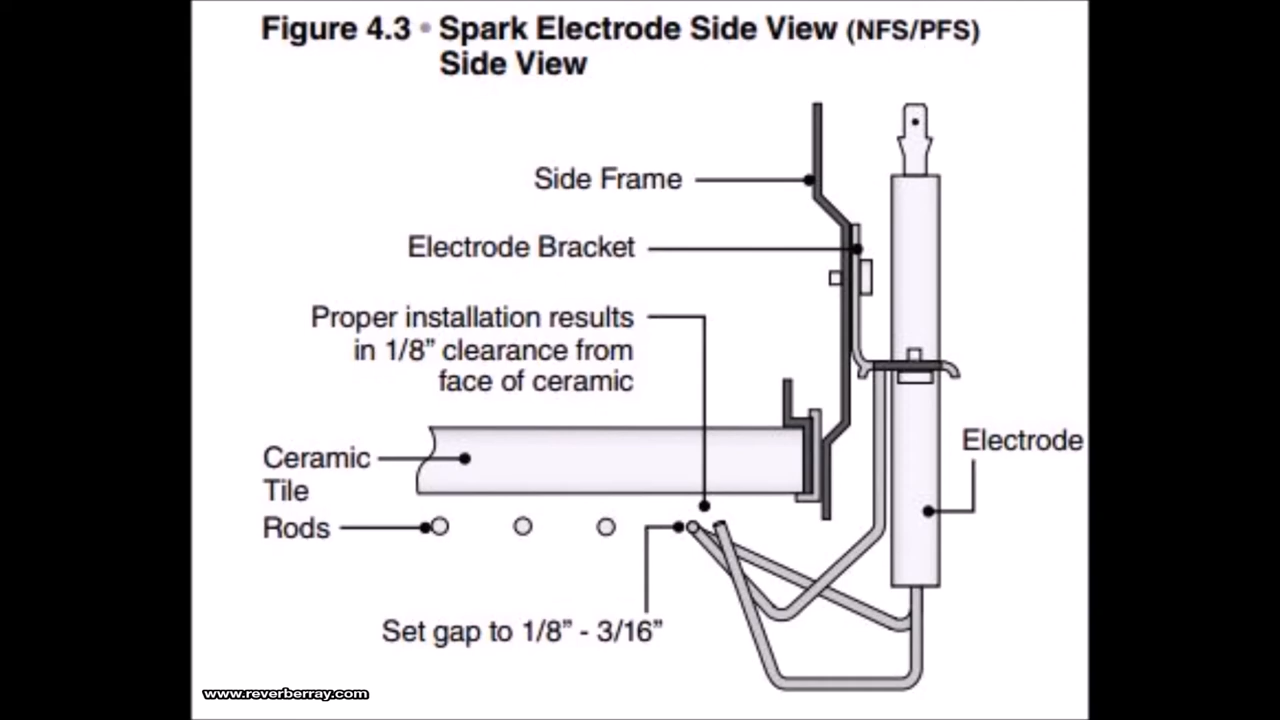 Figure 4.3 • Spark Electrode Side View (NFS/PFS)
Side View
Side Frame
Electrode Bracket
Proper installation results
in 1/8” clearance from
face of ceramic
Electrode
Ceramic
Tile
Rods
Set gap to 1/8” - 3/16”
www.reverberray.com